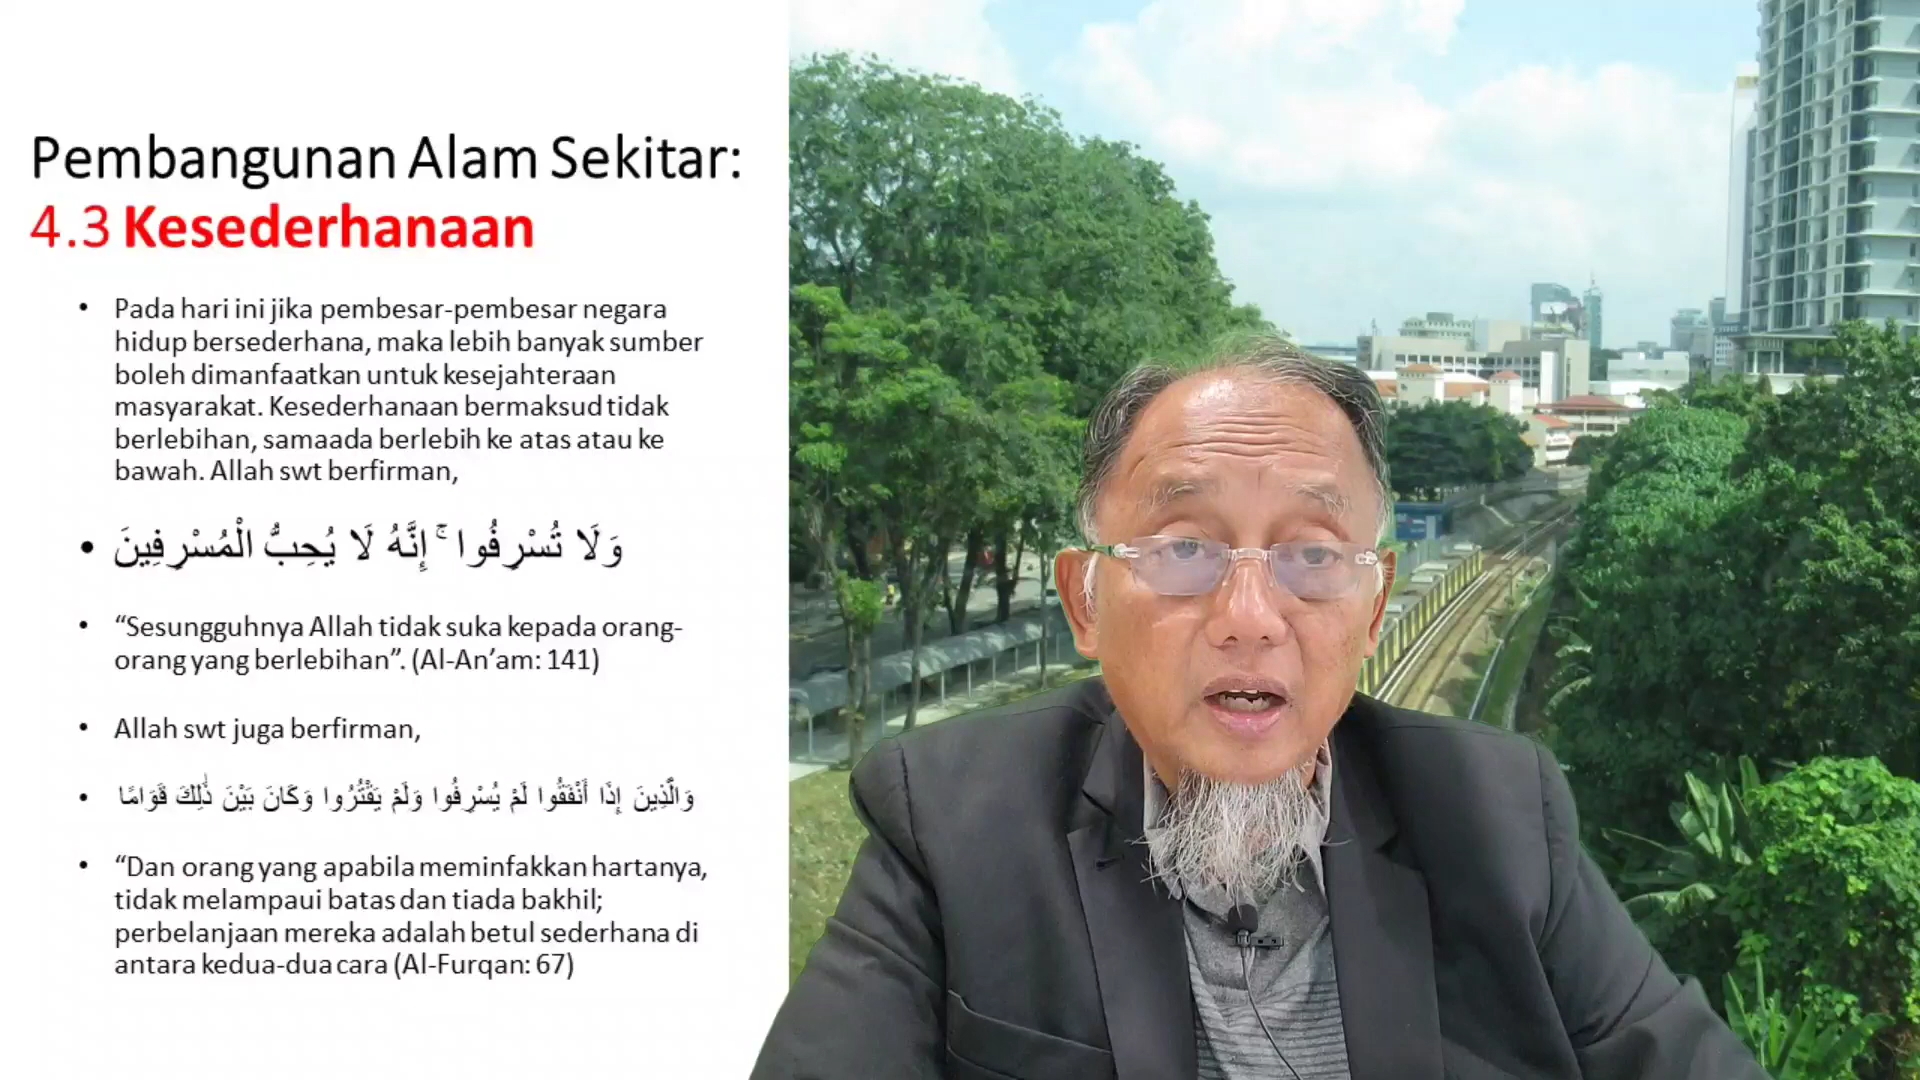 Pembangunan Alam Sekitar:
4.3 Kesederhanaan
• Pada hari ini jika pembesar-pembesar negara
hidup bersederhana, maka lebih banyak sumber
boleh dimanfaatkan untuk kesejahteraan
masyarakat. Kesederhanaan bermaksud tidak
berlebihan, samaada berlebih ke atas atau ke
bawah. Allah swt berfirman,
• وَلَا تُسْرِفُوا ۚ إِنَّهُ لَا يُحِبُّ الْمُسْرِفِينَ
• “Sesungguhnya Allah tidak suka kepada orang-
orang yang berlebihan”. (Al-An’am: 141)
• Allah swt juga berfirman,
• وَالَّذِينَ إِذَا أَنْفَقُوا لَمْ يُسْرِفُوا وَلَمْ يَقْتُرُوا وَكَانَ بَيْنَ ذَٰلِكَ قَوَامًا
• “Dan orang yang apabila meminfakkan hartanya,
tidak melampaui batas dan tiada bakhil;
perbelanjaan mereka adalah betul sederhana di
antara kedua-dua cara (Al-Furqan: 67)